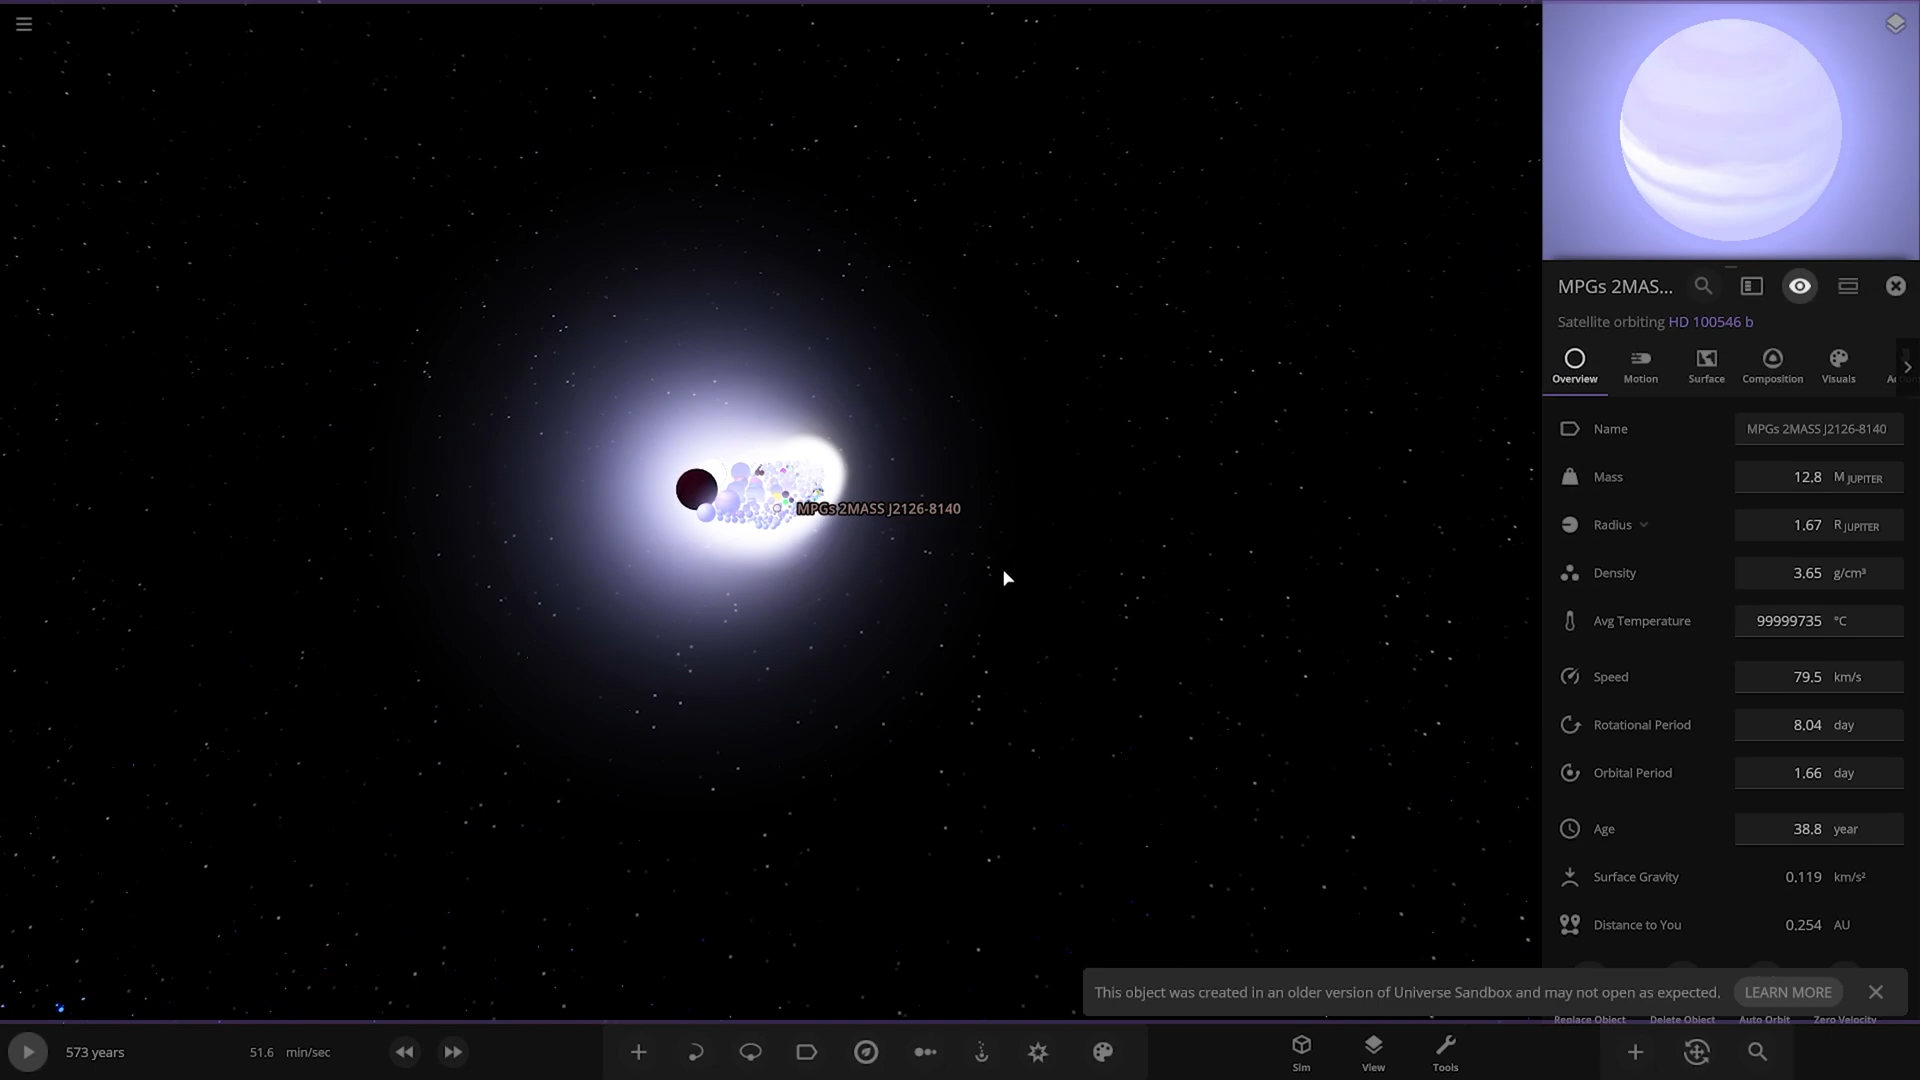 MPGs 2MAS...
Satellite orbiting HD 100546 b
Overview
Motion
Surface
Composition
Visuals
Name
MPGs 2MASS J2126-8140
Mass
12.8 M JUPITER
Radius
1.67 R JUPITER
Density
3.65 g/cm³
Avg Temperature
99999735 °C
Speed
79.5 km/s
Rotational Period
8.04 day
Orbital Period
1.66 day
Age
38.8 year
Surface Gravity
0.119 km/s²
Distance to You
0.254 AU
MPGs 2MASS J2126-8140
This object was created in an older version of Universe Sandbox and may not open as expected.
LEARN MORE
Replace Object
Delete Object
Auto Orbit
Zero Velocity
573 years
51.6 min/sec
Sim
View
Tools